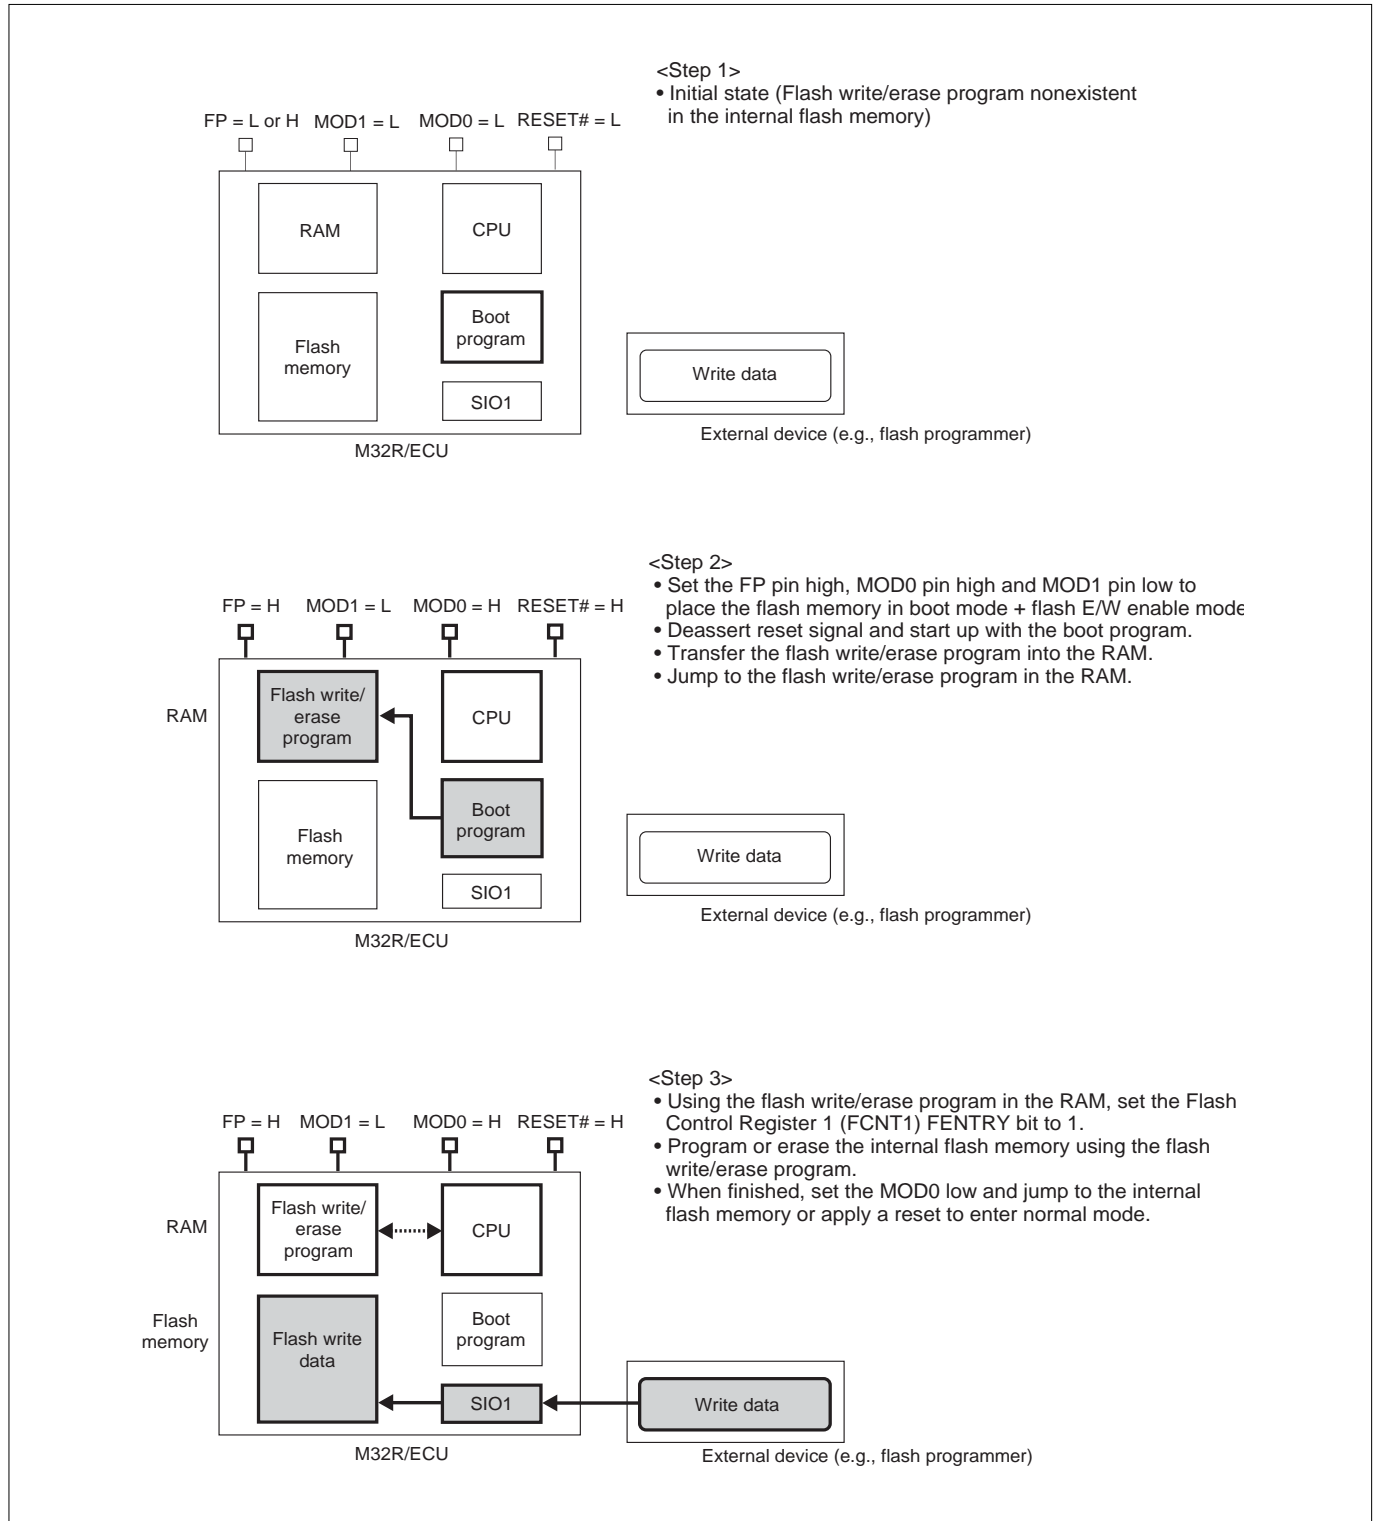 <Step 1>
• Initial state (Flash write/erase program nonexistent
in the internal flash memory)
FP = L or H MOD1 = L MOD0 = L RESET# = L
RAM
CPU
Flash
memory
Boot
program
SIO1
M32R/ECU
Write data
External device (e.g., flash programmer)
<Step 2>
• Set the FP pin high, MOD0 pin high and MOD1 pin low to
place the flash memory in boot mode + flash E/W enable mode
• Deassert reset signal and start up with the boot program.
• Transfer the flash write/erase program into the RAM.
• Jump to the flash write/erase program in the RAM.
FP = H MOD1 = L MOD0 = H RESET# = H
RAM
Flash write/
erase
program
CPU
Flash
memory
Boot
program
SIO1
M32R/ECU
Write data
External device (e.g., flash programmer)
<Step 3>
• Using the flash write/erase program in the RAM, set the Flash
Control Register 1 (FCNT1) FENTRY bit to 1.
• Program or erase the internal flash memory using the flash
write/erase program.
• When finished, set the MOD0 low and jump to the internal
flash memory or apply a reset to enter normal mode.
FP = H MOD1 = L MOD0 = H RESET# = H
RAM
Flash write/
erase
program
CPU
Flash
memory
Flash write
data
Boot
program
SIO1
M32R/ECU
Write data
External device (e.g., flash programmer)